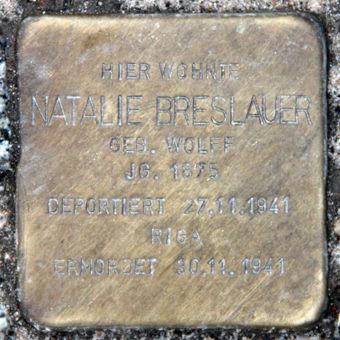 HIER WOHNTE
NATALIE BRESLAUER
GEB. WOLFF
JG. 1875
DEPORTIERT 27.11.1941
RIGA
ERMORDET 30.11.1941